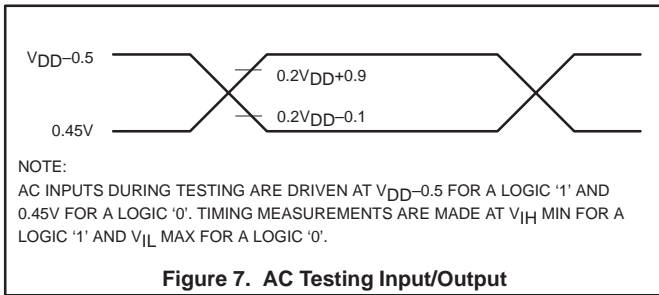 VDD–0.5
0.2VDD+0.9
0.2VDD–0.1
0.45V
NOTE:
AC INPUTS DURING TESTING ARE DRIVEN AT VDD–0.5 FOR A LOGIC ‘1’ AND
0.45V FOR A LOGIC ‘0’. TIMING MEASUREMENTS ARE MADE AT VIH MIN FOR A
LOGIC ‘1’ AND VIL MAX FOR A LOGIC ‘0’.
Figure 7. AC Testing Input/Output